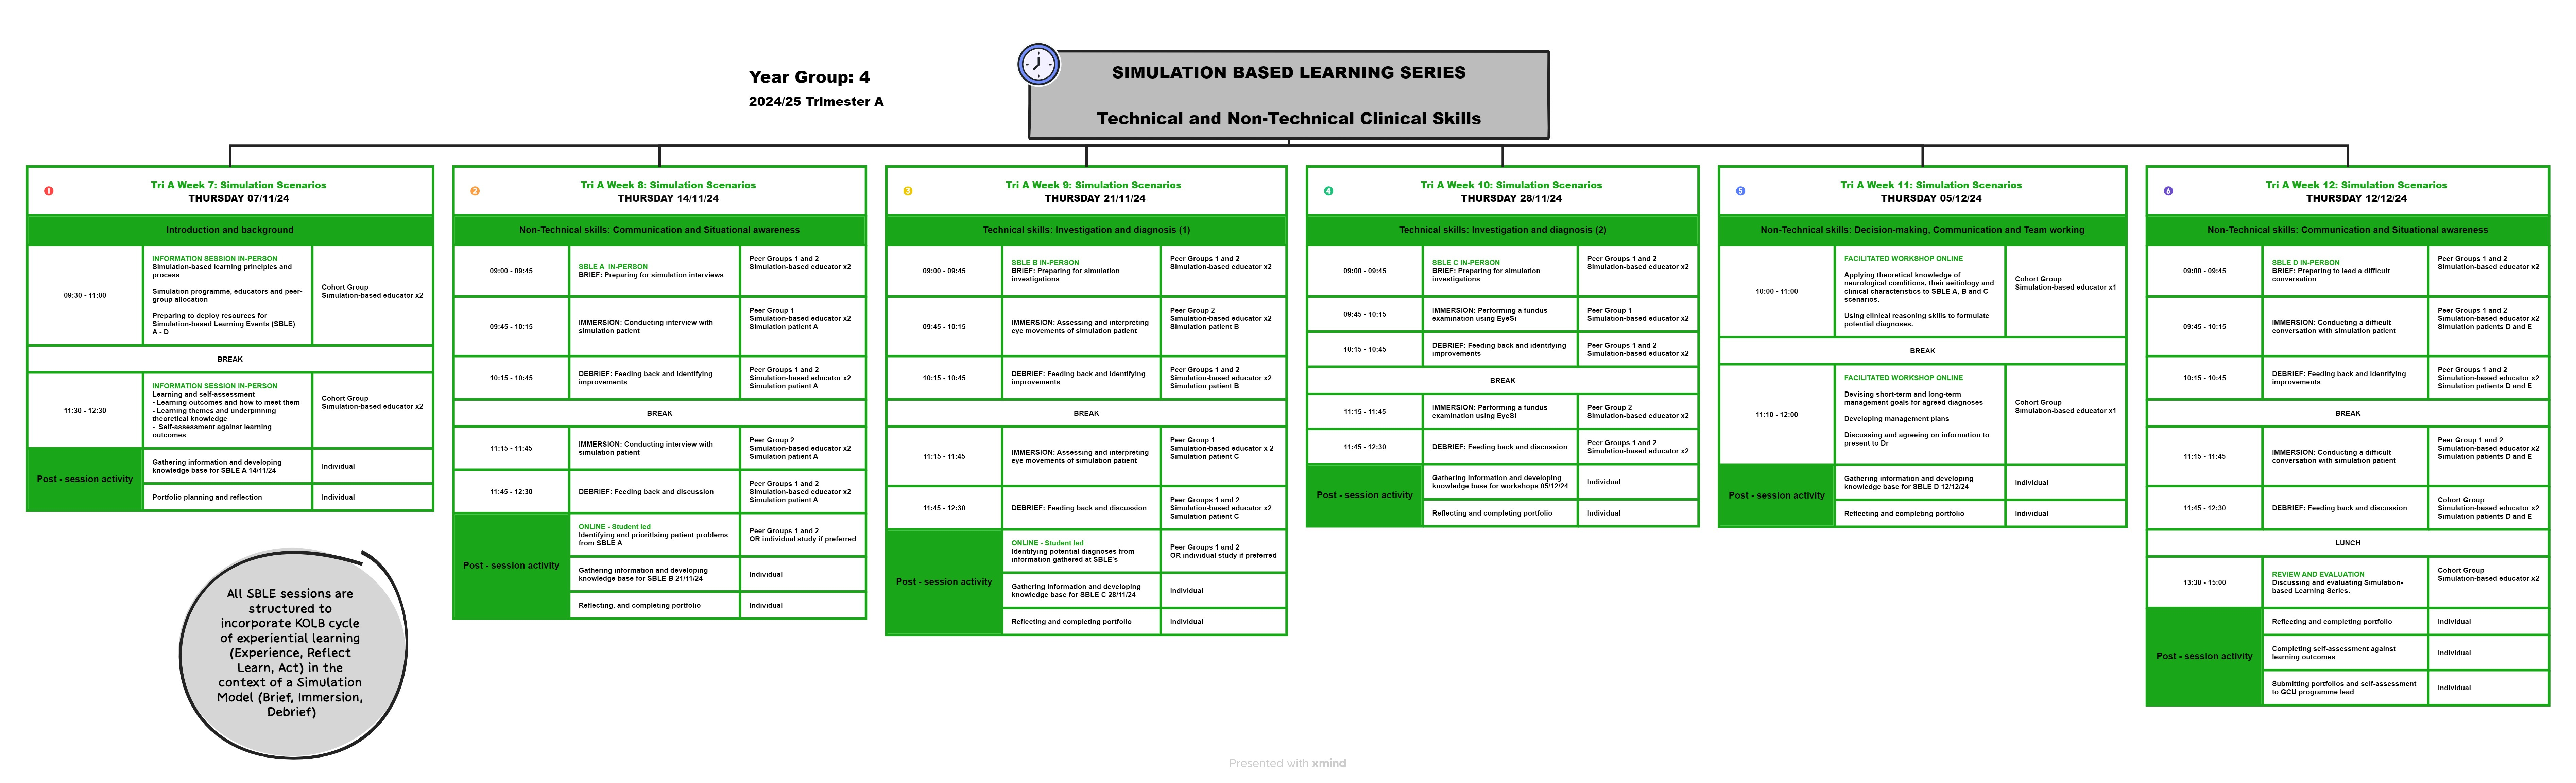 Year Group: 4
2024/25 Trimester A
SIMULATION BASED LEARNING SERIES
Technical and Non-Technical Clinical Skills
1
Tri A Week 7: Simulation Scenarios
THURSDAY 07/11/24
Introduction and background
09:30 - 11:00
INFORMATION SESSION IN-PERSON
Simulation-based learning principles and
process
Simulation programme, educators and peer-
group allocation
Preparing to deploy resources for
Simulation-based Learning Events (SBLE)
A - D
Cohort Group
Simulation-based educator x2
BREAK
11:30 - 12:30
INFORMATION SESSION IN-PERSON
Learning and self-assessment
- Learning outcomes and how to meet them
- Learning themes and underpinning
theoretical knowledge
- Self-assessment against learning
outcomes
Cohort Group
Simulation-based educator x2
Post - session activity
Gathering information and developing
knowledge base for SBLE A 14/11/24
Individual
Portfolio planning and reflection
Individual
2
Tri A Week 8: Simulation Scenarios
THURSDAY 14/11/24
Non-Technical skills: Communication and Situational awareness
09:00 - 09:45
SBLE A IN-PERSON
BRIEF: Preparing for simulation interviews
Peer Groups 1 and 2
Simulation-based educator x2
09:45 - 10:15
IMMERSION: Conducting interview with
simulation patient
Peer Group 1
Simulation-based educator x2
Simulation patient A
10:15 - 10:45
DEBRIEF: Feeding back and identifying
improvements
Peer Groups 1 and 2
Simulation-based educator x2
Simulation patient A
BREAK
11:15 - 11:45
IMMERSION: Conducting interview with
simulation patient
Peer Group 2
Simulation-based educator x2
Simulation patient A
11:45 - 12:30
DEBRIEF: Feeding back and discussion
Peer Groups 1 and 2
Simulation-based educator x2
Simulation patient A
Post - session activity
ONLINE - Student led
Identifying and prioritising patient problems
from SBLE A
Peer Groups 1 and 2
OR individual study if preferred
Gathering information and developing
knowledge base for SBLE B 21/11/24
Individual
Reflecting, and completing portfolio
Individual
3
Tri A Week 9: Simulation Scenarios
THURSDAY 21/11/24
Technical skills: Investigation and diagnosis (1)
09:00 - 09:45
SBLE B IN-PERSON
BRIEF: Preparing for simulation
investigations
Peer Groups 1 and 2
Simulation-based educator x2
09:45 - 10:15
IMMERSION: Assessing and interpreting
eye movements of simulation patient
Peer Group 2
Simulation-based educator x2
Simulation patient B
10:15 - 10:45
DEBRIEF: Feeding back and identifying
improvements
Peer Groups 1 and 2
Simulation-based educator x2
Simulation patient B
BREAK
11:15 - 11:45
IMMERSION: Assessing and interpreting
eye movements of simulation patient
Peer Group 1
Simulation-based educator x 2
Simulation patient C
11:45 - 12:30
DEBRIEF: Feeding back and discussion
Peer Groups 1 and 2
Simulation-based educator x2
Simulation patient C
Post - session activity
ONLINE - Student led
Identifying potential diagnoses from
information gathered at SBLE's
Peer Groups 1 and 2
OR individual study if preferred
Gathering information and developing
knowledge base for SBLE C 28/11/24
Individual
Reflecting and completing portfolio
Individual
4
Tri A Week 10: Simulation Scenarios
THURSDAY 28/11/24
Technical skills: Investigation and diagnosis (2)
09:00 - 09:45
SBLE C IN-PERSON
BRIEF: Preparing for simulation
investigations
Peer Groups 1 and 2
Simulation-based educator x2
09:45 - 10:15
IMMERSION: Performing a fundus
examination using EyeSi
Peer Group 1
Simulation-based educator x2
10:15 - 10:45
DEBRIEF: Feeding back and identifying
improvements
Peer Groups 1 and 2
Simulation-based educator x2
BREAK
11:15 - 11:45
IMMERSION: Performing a fundus
examination using EyeSi
Peer Group 2
Simulation-based educator x2
11:45 - 12:30
DEBRIEF: Feeding back and discussion
Peer Groups 1 and 2
Simulation-based educator x2
Post - session activity
Gathering information and developing
knowledge base for workshops 05/12/24
Individual
Reflecting and completing portfolio
Individual
5
Tri A Week 11: Simulation Scenarios
THURSDAY 05/12/24
Non-Technical skills: Decision-making, Communication and Team working
10:00 - 11:00
FACILITATED WORKSHOP ONLINE
Applying theoretical knowledge of
neurological conditions, their aeitiology and
clinical characteristics to SBLE A, B and C
scenarios.
Using clinical reasoning skills to formulate
potential diagnoses.
Cohort Group
Simulation-based educator x1
BREAK
11:10 - 12:00
FACILITATED WORKSHOP ONLINE
Devising short-term and long-term
management goals for agreed diagnoses
Developing management plans
Discussing and agreeing on information to
present to Dr
Cohort Group
Simulation-based educator x1
Post - session activity
Gathering information and developing
knowledge base for SBLE D 12/12/24
Individual
Reflecting and completing portfolio
Individual
6
Tri A Week 12: Simulation Scenarios
THURSDAY 12/12/24
Non-Technical skills: Communication and Situational awareness
09:00 - 09:45
SBLE D IN-PERSON
BRIEF: Preparing to lead a difficult
conversation
Peer Groups 1 and 2
Simulation-based educator x2
09:45 - 10:15
IMMERSION: Conducting a difficult
conversation with simulation patient
Peer Groups 1 and 2
Simulation-based educator x2
Simulation patients D and E
10:15 - 10:45
DEBRIEF: Feeding back and identifying
improvements
Peer Groups 1 and 2
Simulation-based educator x2
Simulation patients D and E
BREAK
11:15 - 11:45
IMMERSION: Conducting a difficult
conversation with simulation patient
Peer Group 1 and 2
Simulation-based educator x2
Simulation patients D and E
11:45 - 12:30
DEBRIEF: Feeding back and discussion
Cohort Group
Simulation-based educator x2
Simulation patients D and E
LUNCH
13:30 - 15:00
REVIEW AND EVALUATION
Discussing and evaluating Simulation-
based Learning Series.
Cohort Group
Simulation-based educator x2
Post - session activity
Reflecting and completing portfolio
Individual
Completing self-assessment against
learning outcomes
Individual
Submitting portfolios and self-assessment
to GCU programme lead
Individual
All SBLE sessions are
structured to
incorporate KOLB cycle
of experiential learning
(Experience, Reflect
Learn, Act) in the
context of a Simulation
Model (Brief, Immersion,
Debrief)
Presented with xmind